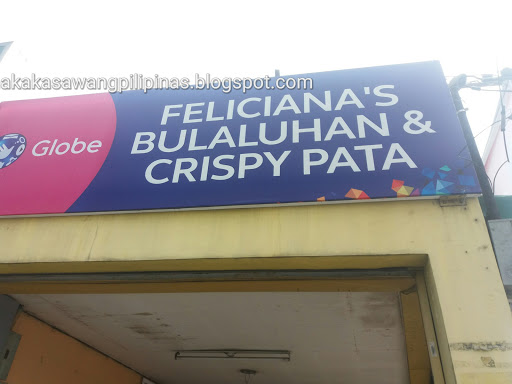 akakasawangpilipinas.blogspot.com
Globe
FELICIANA'S
BULALUHAN &
CRISPY PATA